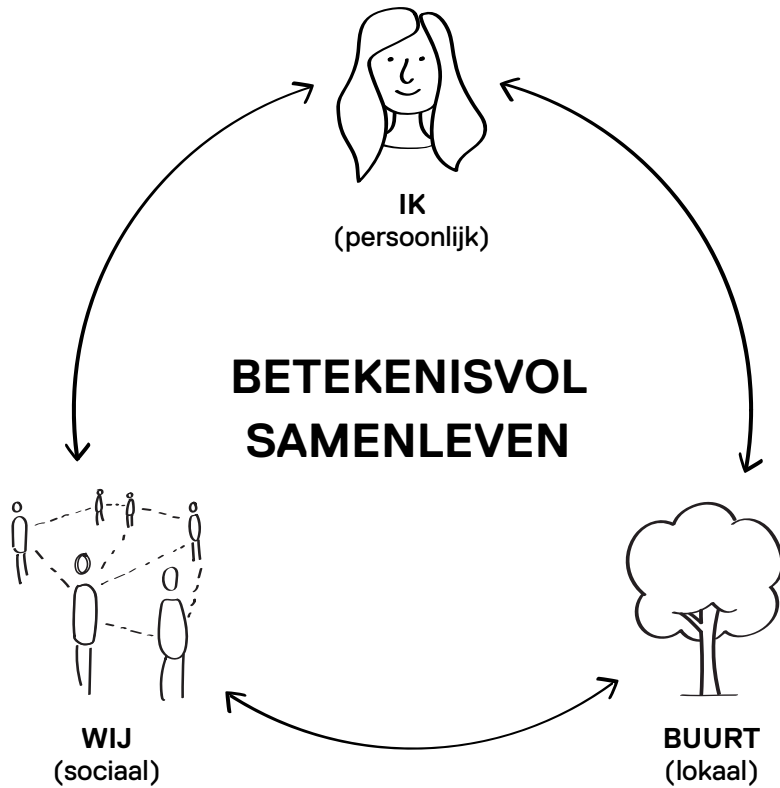 IK
(persoonlijk)
BETEKENISVOL
SAMENLEVEN
WIJ
(sociaal)
BUURT
(lokaal)